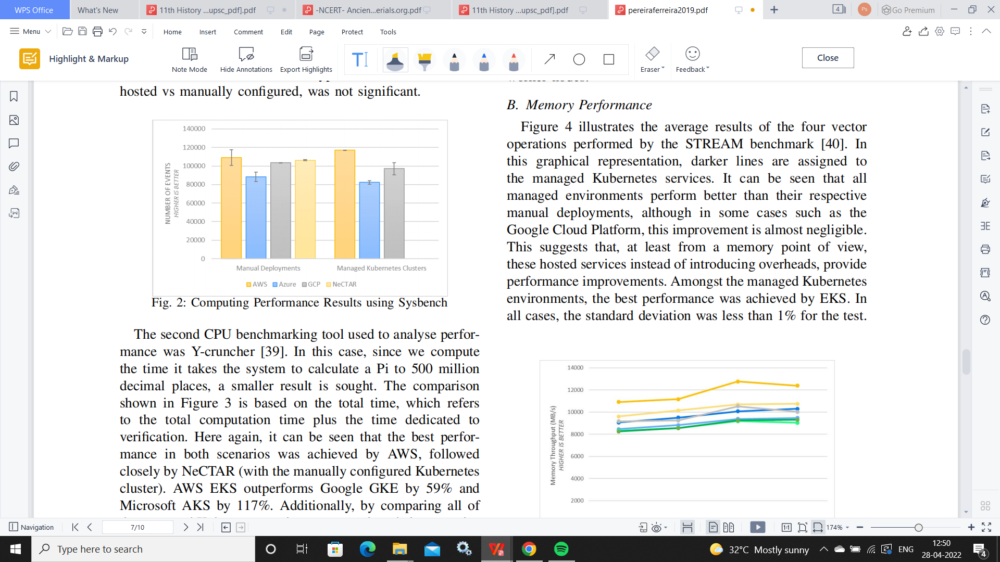 WPS Office
What's New
11th History ...upsc_pdf].pdf
-NCERT- Ancien...erials.org.pdf
11th History ...upsc_pdf].pdf
pereiraferreira2019.pdf
4
Ps
Go Premium
Menu
Home
Insert
Comment
Edit
Page
Protect
Tools
Highlight & Markup
Note Mode
Hide Annotations
Export Highlights
Eraser
Feedback
Close
hosted vs manually configured, was not significant.
140000
120000
100000
80000
60000
40000
20000
0
NUMBER OF EVENTS
HIGHER IS BETTER
Manual Deployments
Managed Kubernetes Clusters
AWS Azure GCP NeCTAR
Fig. 2: Computing Performance Results using Sysbench
The second CPU benchmarking tool used to analyse perfor-
mance was Y-cruncher [39]. In this case, since we compute
the time it takes the system to calculate a Pi to 500 million
decimal places, a smaller result is sought. The comparison
shown in Figure 3 is based on the total time, which refers
to the total computation time plus the time dedicated to
verification. Here again, it can be seen that the best perfor-
mance in both scenarios was achieved by AWS, followed
closely by NeCTAR (with the manually configured Kubernetes
cluster). AWS EKS outperforms Google GKE by 59% and
Microsoft AKS by 117%. Additionally, by comparing all of
B. Memory Performance
Figure 4 illustrates the average results of the four vector
operations performed by the STREAM benchmark [40]. In
this graphical representation, darker lines are assigned to
the managed Kubernetes services. It can be seen that all
managed environments perform better than their respective
manual deployments, although in some cases such as the
Google Cloud Platform, this improvement is almost negligible.
This suggests that, at least from a memory point of view,
these hosted services instead of introducing overheads, provide
performance improvements. Amongst the managed Kubernetes
environments, the best performance was achieved by EKS. In
all cases, the standard deviation was less than 1% for the test.
14000
12000
10000
8000
6000
4000
2000
Memory Throughput (MB/s)
HIGHER IS BETTER
Navigation
7/10
1:1
174%
Type here to search
32°C Mostly sunny
ENG
12:50
28-04-2022
4